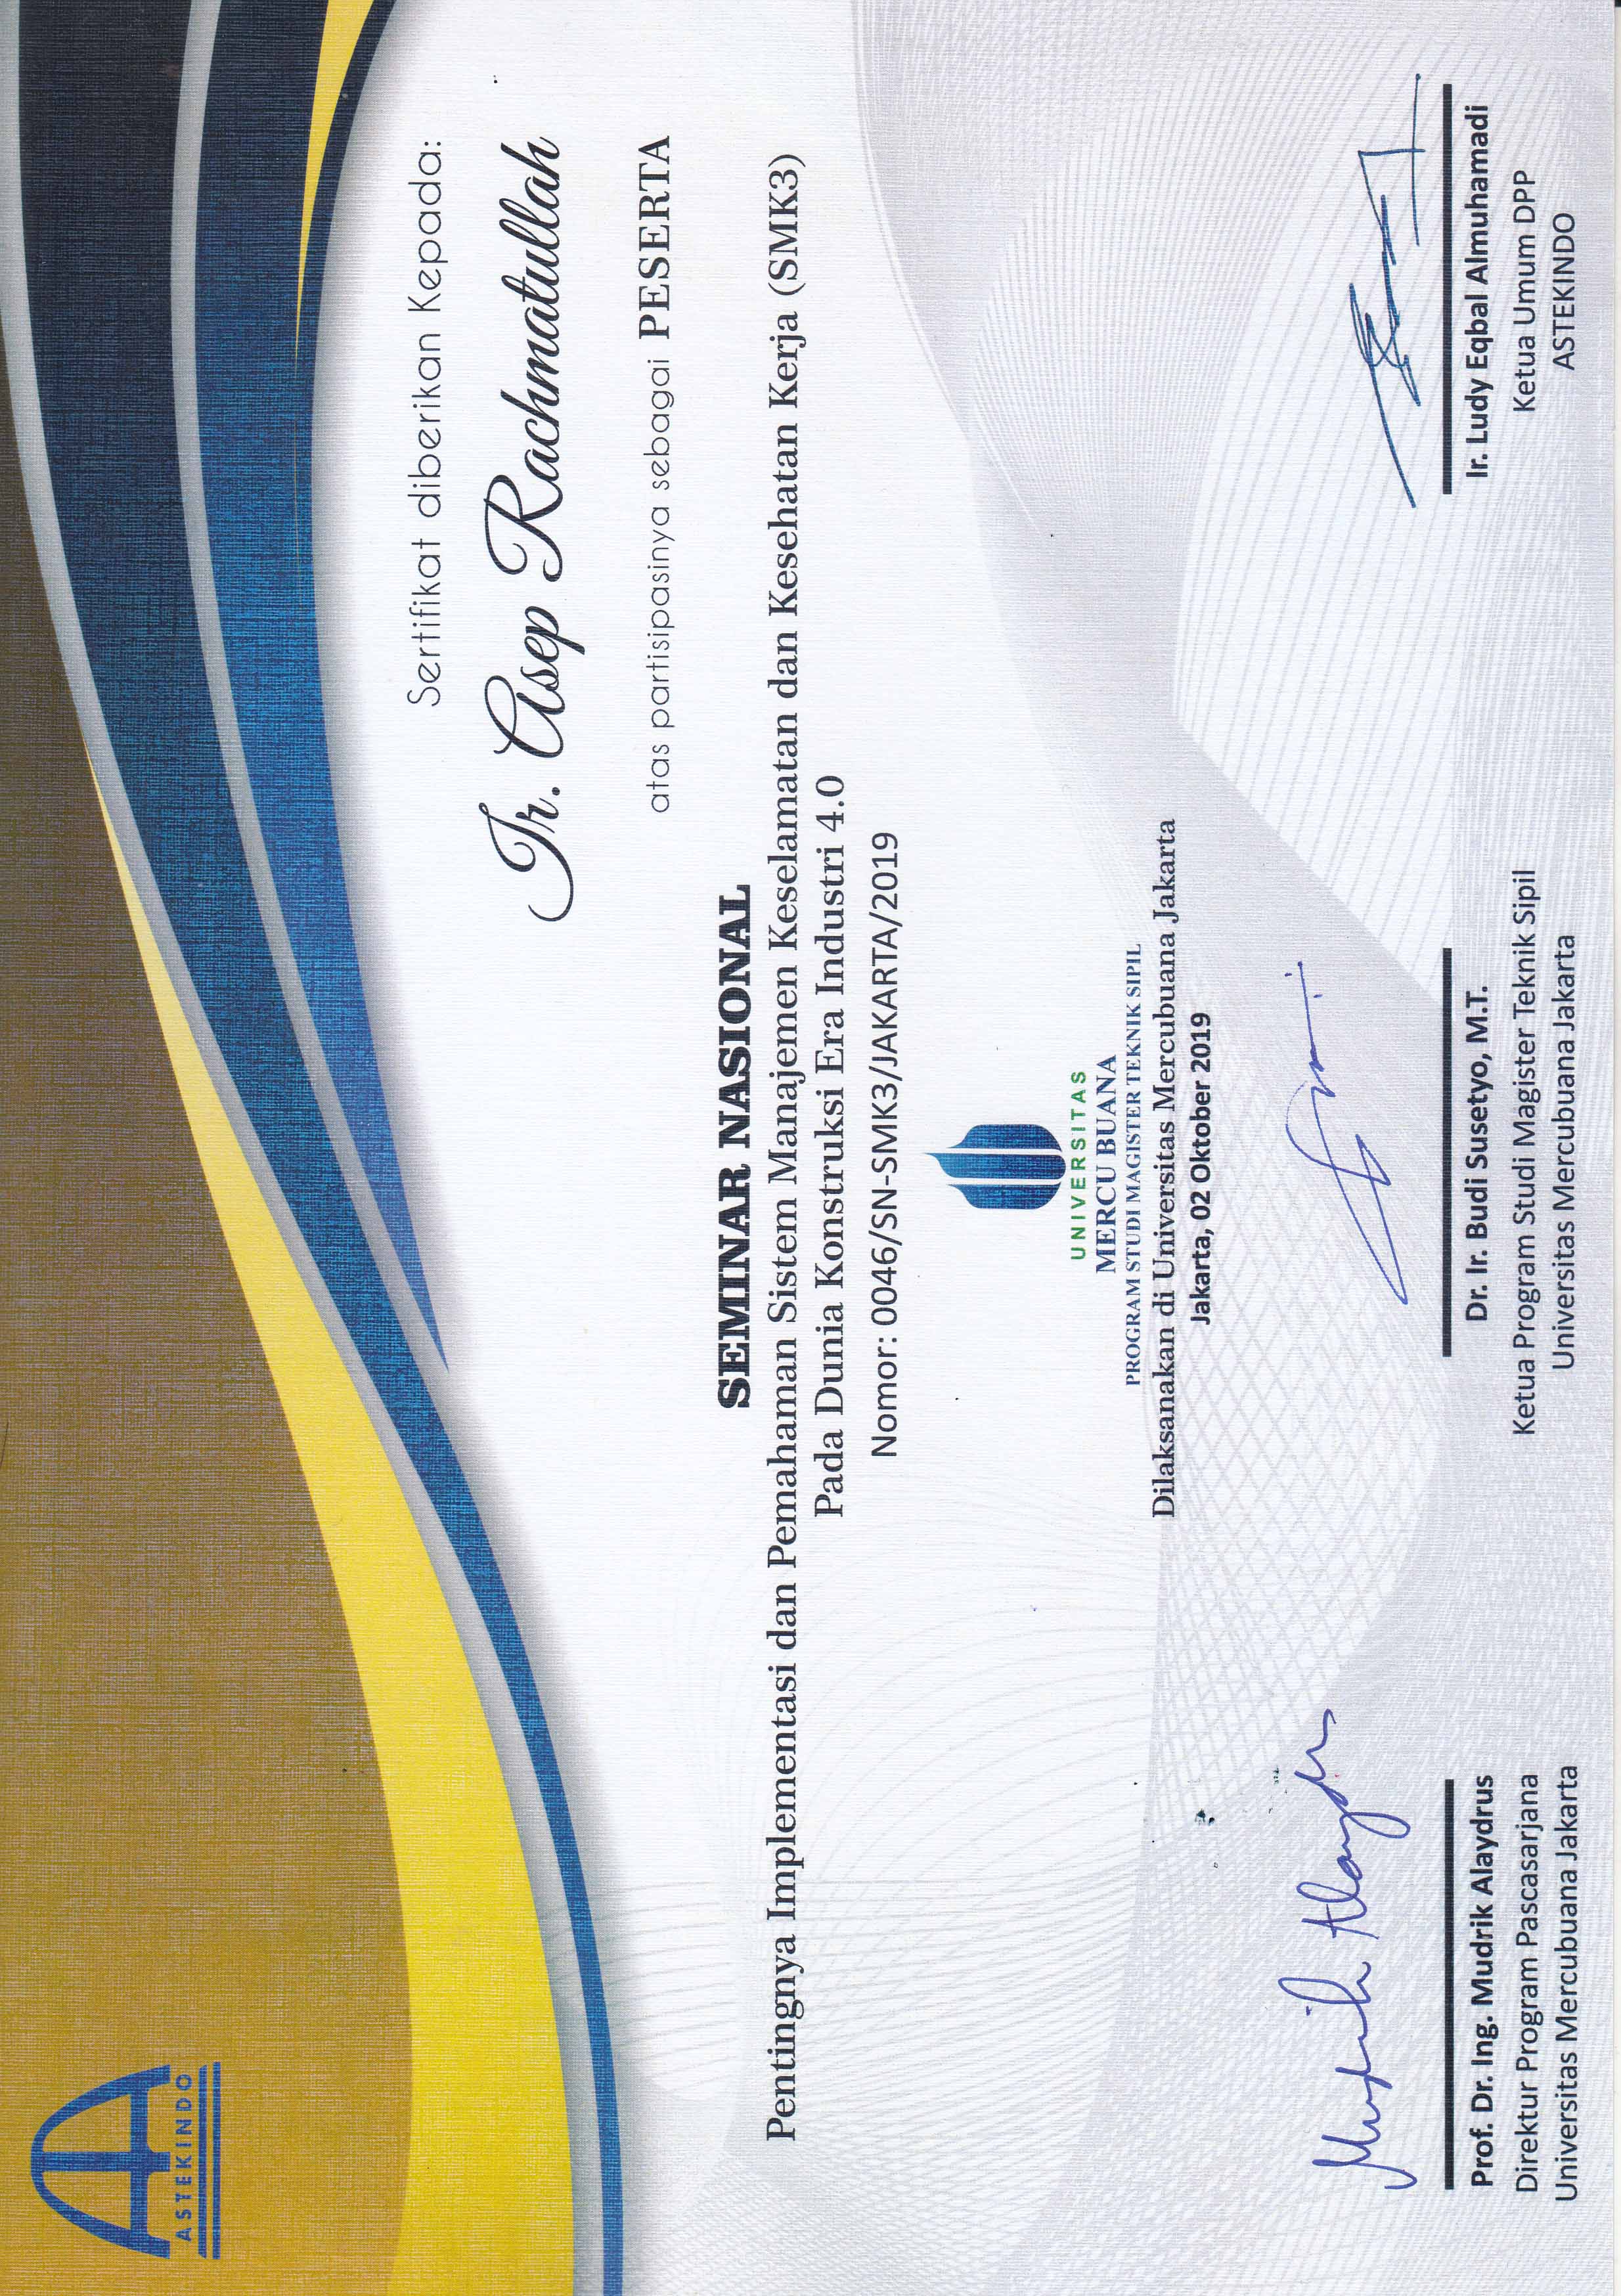 ASTEKINDO
Sertifikat diberikan Kepada:
Ir. Asep Rachmatullah
atas partisipasinya sebagai PESERTA
SEMINAR NASIONAL
Pentingnya Implementasi dan Pemahaman Sistem Manajemen Keselamatan dan Kesehatan Kerja (SMK3)
Pada Dunia Konstruksi Era Industri 4.0
Nomor: 0046/SN-SMK3/JAKARTA/2019
UNIVERSITAS
MERCU BUANA
PROGRAM STUDI MAGISTER TEKNIK SIPIL
Dilaksanakan di Universitas Mercubuana Jakarta
Jakarta, 02 Oktober 2019
Mudrik Alaydrus
Prof. Dr. Ing. Mudrik Alaydrus
Direktur Program Pascasarjana
Universitas Mercubuana Jakarta
Dr. Ir. Budi Susetyo, M.T.
Ketua Program Studi Magister Teknik Sipil
Universitas Mercubuana Jakarta
Ir. Ludy Eqbal Almuhamadi
Ketua Umum DPP
ASTEKINDO